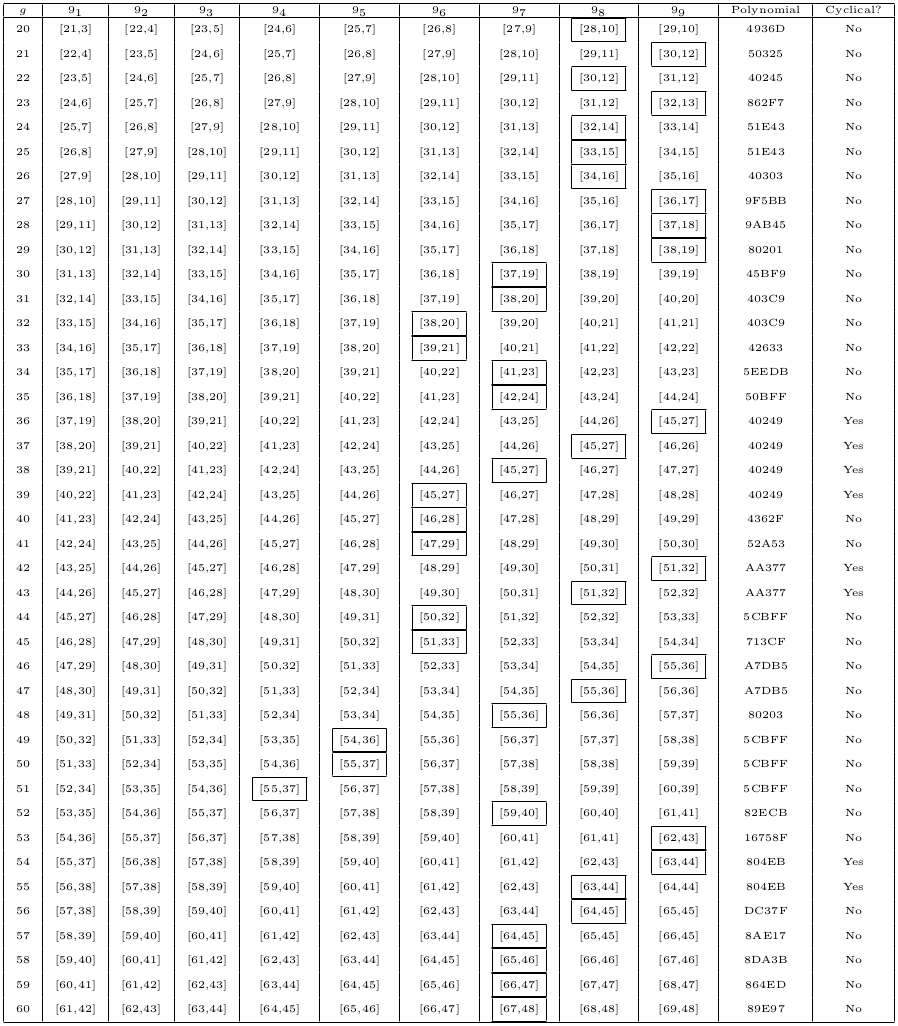 g 9₁ 9₂ 9₃ 9₄ 9₅ 9₆ 9₇ 9₈ 9₉ Polynomial Cyclical?
20 [21,3] [22,4] [23,5] [24,6] [25,7] [26,8] [27,9] [28,10] [29,10] 4936D No
21 [22,4] [23,5] [24,6] [25,7] [26,8] [27,9] [28,10] [29,11] [30,12] 50325 No
22 [23,5] [24,6] [25,7] [26,8] [27,9] [28,10] [29,11] [30,12] [31,12] 40245 No
23 [24,6] [25,7] [26,8] [27,9] [28,10] [29,11] [30,12] [31,12] [32,13] 862F7 No
24 [25,7] [26,8] [27,9] [28,10] [29,11] [30,12] [31,13] [32,14] [33,14] 51E43 No
25 [26,8] [27,9] [28,10] [29,11] [30,12] [31,13] [32,14] [33,15] [34,15] 51E43 No
26 [27,9] [28,10] [29,11] [30,12] [31,13] [32,14] [33,15] [34,16] [35,16] 40303 No
27 [28,10] [29,11] [30,12] [31,13] [32,14] [33,15] [34,16] [35,16] [36,17] 9F5BB No
28 [29,11] [30,12] [31,13] [32,14] [33,15] [34,16] [35,17] [36,17] [37,18] 9AB45 No
29 [30,12] [31,13] [32,14] [33,15] [34,16] [35,17] [36,18] [37,18] [38,19] 80201 No
30 [31,13] [32,14] [33,15] [34,16] [35,17] [36,18] [37,19] [38,19] [39,19] 45BF9 No
31 [32,14] [33,15] [34,16] [35,17] [36,18] [37,19] [38,20] [39,20] [40,20] 403C9 No
32 [33,15] [34,16] [35,17] [36,18] [37,19] [38,20] [39,20] [40,21] [41,21] 403C9 No
33 [34,16] [35,17] [36,18] [37,19] [38,20] [39,21] [40,21] [41,22] [42,22] 42633 No
34 [35,17] [36,18] [37,19] [38,20] [39,21] [40,22] [41,23] [42,23] [43,23] 5EEDB No
35 [36,18] [37,19] [38,20] [39,21] [40,22] [41,23] [42,24] [43,24] [44,24] 50BFF No
36 [37,19] [38,20] [39,21] [40,22] [41,23] [42,24] [43,25] [44,26] [45,27] 40249 Yes
37 [38,20] [39,21] [40,22] [41,23] [42,24] [43,25] [44,26] [45,27] [46,26] 40249 Yes
38 [39,21] [40,22] [41,23] [42,24] [43,25] [44,26] [45,27] [46,27] [47,27] 40249 Yes
39 [40,22] [41,23] [42,24] [43,25] [44,26] [45,27] [46,27] [47,28] [48,28] 40249 Yes
40 [41,23] [42,24] [43,25] [44,26] [45,27] [46,28] [47,28] [48,29] [49,29] 4362F No
41 [42,24] [43,25] [44,26] [45,27] [46,28] [47,29] [48,29] [49,30] [50,30] 52A53 No
42 [43,25] [44,26] [45,27] [46,28] [47,29] [48,29] [49,30] [50,31] [51,32] AA377 Yes
43 [44,26] [45,27] [46,28] [47,29] [48,30] [49,30] [50,31] [51,32] [52,32] AA377 Yes
44 [45,27] [46,28] [47,29] [48,30] [49,31] [50,32] [51,32] [52,32] [53,33] 5CBFF No
45 [46,28] [47,29] [48,30] [49,31] [50,32] [51,33] [52,33] [53,34] [54,34] 713CF No
46 [47,29] [48,30] [49,31] [50,32] [51,33] [52,33] [53,34] [54,35] [55,36] A7DB5 No
47 [48,30] [49,31] [50,32] [51,33] [52,34] [53,34] [54,35] [55,36] [56,36] A7DB5 No
48 [49,31] [50,32] [51,33] [52,34] [53,34] [54,35] [55,36] [56,36] [57,37] 80203 No
49 [50,32] [51,33] [52,34] [53,35] [54,36] [55,36] [56,37] [57,37] [58,38] 5CBFF No
50 [51,33] [52,34] [53,35] [54,36] [55,37] [56,37] [57,38] [58,38] [59,39] 5CBFF No
51 [52,34] [53,35] [54,36] [55,37] [56,37] [57,38] [58,39] [59,39] [60,39] 5CBFF No
52 [53,35] [54,36] [55,37] [56,37] [57,38] [58,39] [59,40] [60,40] [61,41] 82ECB No
53 [54,36] [55,37] [56,37] [57,38] [58,39] [59,40] [60,41] [61,41] [62,43] 16758F No
54 [55,37] [56,38] [57,38] [58,39] [59,40] [60,41] [61,42] [62,43] [63,44] 804EB Yes
55 [56,38] [57,38] [58,39] [59,40] [60,41] [61,42] [62,43] [63,44] [64,44] 804EB Yes
56 [57,38] [58,39] [59,40] [60,41] [61,42] [62,43] [63,44] [64,45] [65,45] DC37F No
57 [58,39] [59,40] [60,41] [61,42] [62,43] [63,44] [64,45] [65,45] [66,45] 8AE17 No
58 [59,40] [60,41] [61,42] [62,43] [63,44] [64,45] [65,46] [66,46] [67,46] 8DA3B No
59 [60,41] [61,42] [62,43] [63,44] [64,45] [65,46] [66,47] [67,47] [68,47] 864ED No
60 [61,42] [62,43] [63,44] [64,45] [65,46] [66,47] [67,48] [68,48] [69,48] 89E97 No